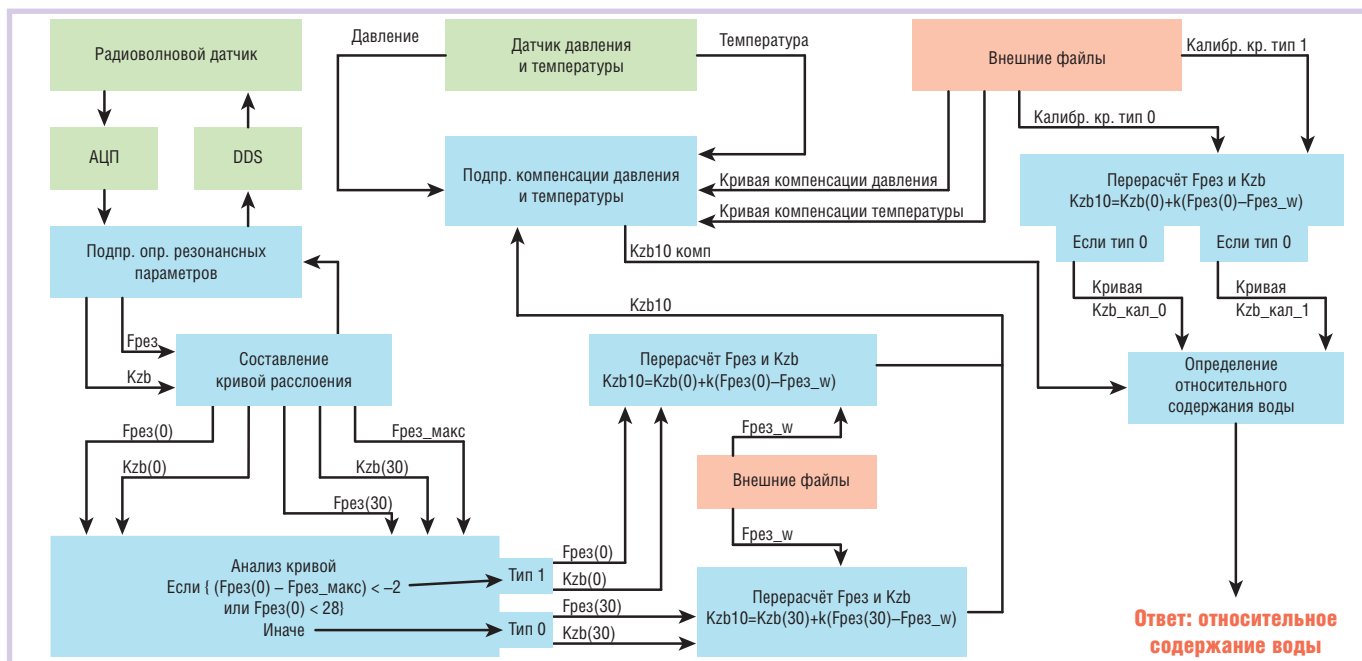 Радиоволновой датчик
Давление
Датчик давления
и температуры
Температура
Внешние файлы
Калибр. кр. тип 1
Калибр. кр. тип 0
АЦП
DDS
Подпр. компенсации давления
и температуры
Кривая компенсации давления
Кривая компенсации температуры
Перерасчёт Fрез и Kzb
Kzb10=Kzb(0)+k(Fрез(0)–Fрез_w)
Если тип 0
Если тип 0
Подпр. опр. резонансных
параметров
Kzb10 комп
Кривая
Kzb_кал_0
Кривая
Kzb_кал_1
Kzb10
Fрез
Kzb
Составление
кривой расслоения
Перерасчёт Fрез и Kzb
Kzb10=Kzb(0)+k(Fрез(0)–Fрез_w)
Определение
относительного
содержания воды
Fрез(0)
Kzb(0)
Fрез_макс
Kzb(30)
Fрез(30)
Fрез_w
Внешние файлы
Fрез_w
Анализ кривой
Если { (Fрез(0) – Fрез_макс) < –2
или Fрез(0) < 28}
Иначе
Тип 1
Тип 0
Fрез(0)
Kzb(0)
Fрез(30)
Kzb(30)
Перерасчёт Fрез и Kzb
Kzb10=Kzb(30)+k(Fрез(30)–Fрез_w)
Ответ: относительное
содержание воды